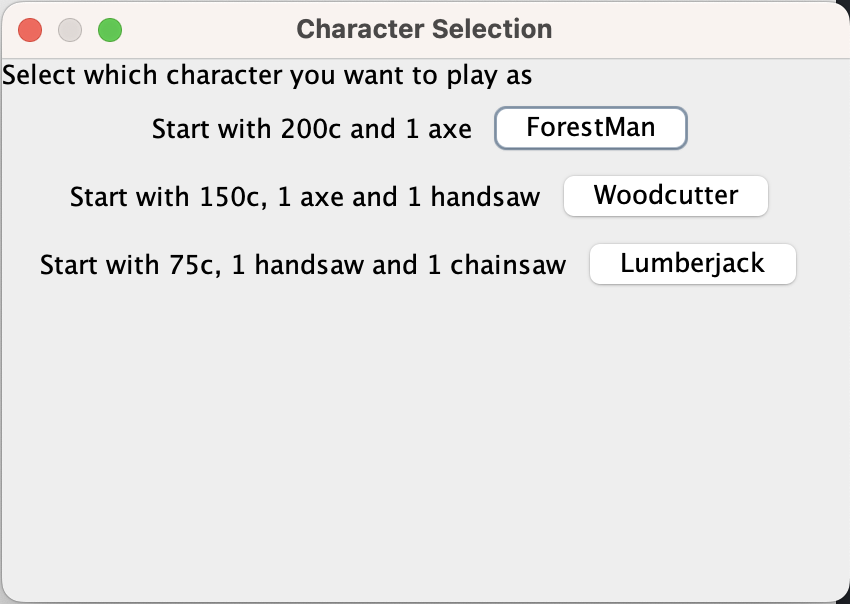 Character Selection
Select which character you want to play as
Start with 200c and 1 axe ForestMan
Start with 150c, 1 axe and 1 handsaw Woodcutter
Start with 75c, 1 handsaw and 1 chainsaw Lumberjack